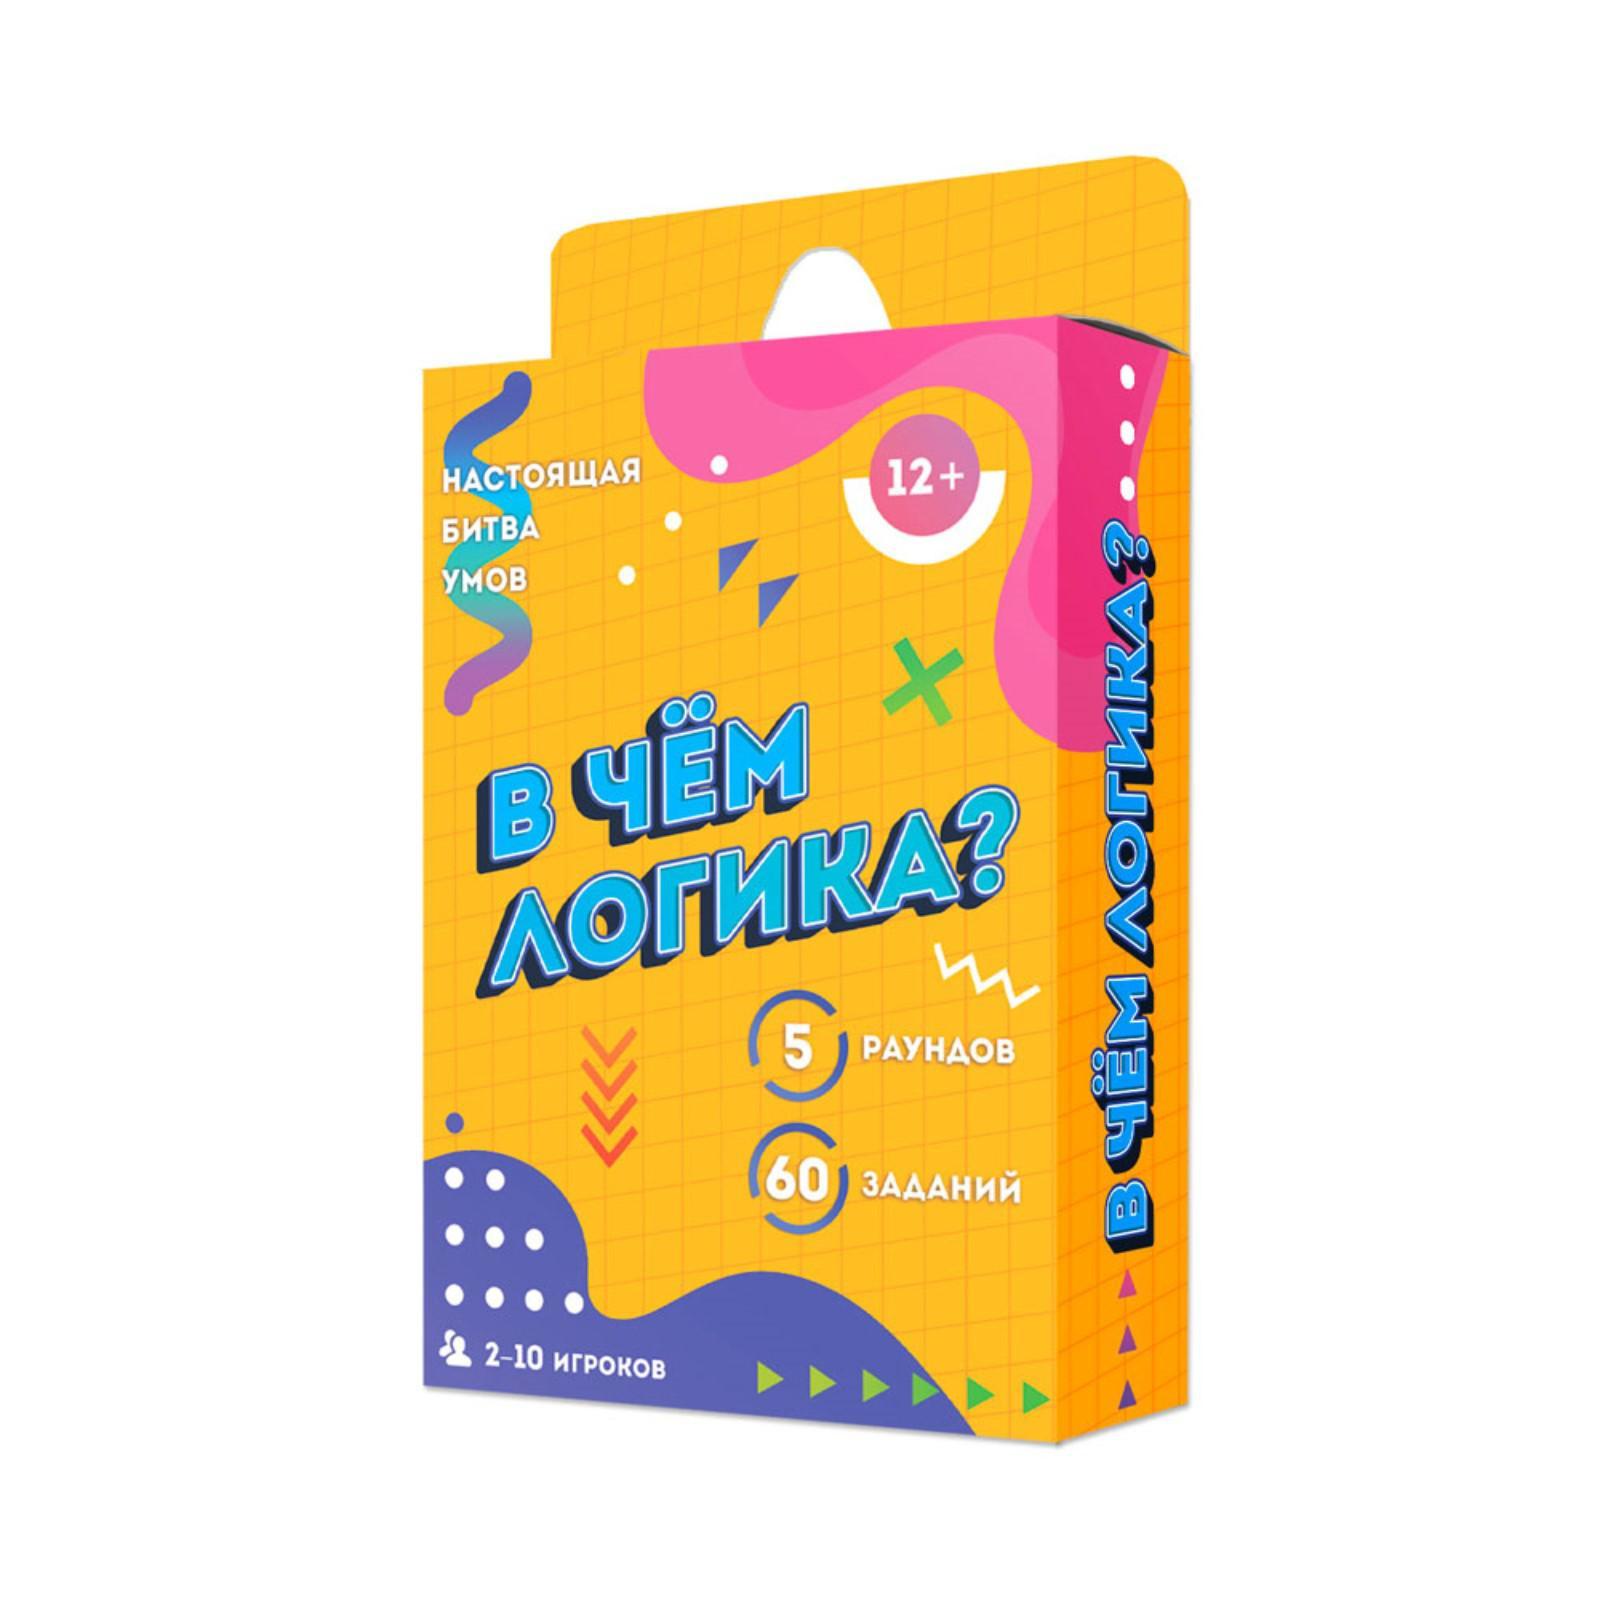 НАСТОЯЩАЯ
БИТВА
УМОВ
12+
В ЧЁМ
ЛОГИКА?
5 РАУНДОВ
60 ЗАДАНИЙ
2–10 ИГРОКОВ
В ЧЁМ ЛОГИКА?